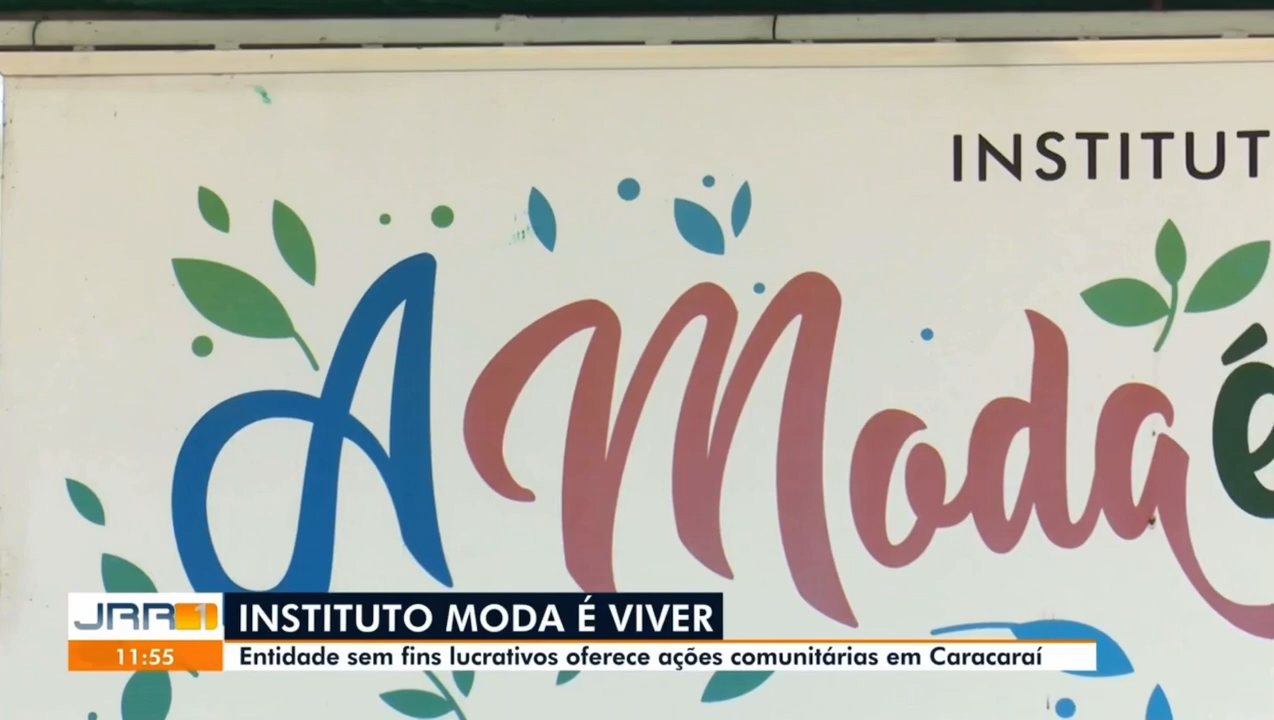 INSTITUT
A Moda é
JRR1
INSTITUTO MODA É VIVER
11:55
Entidade sem fins lucrativos oferece ações comunitárias em Caracaraí